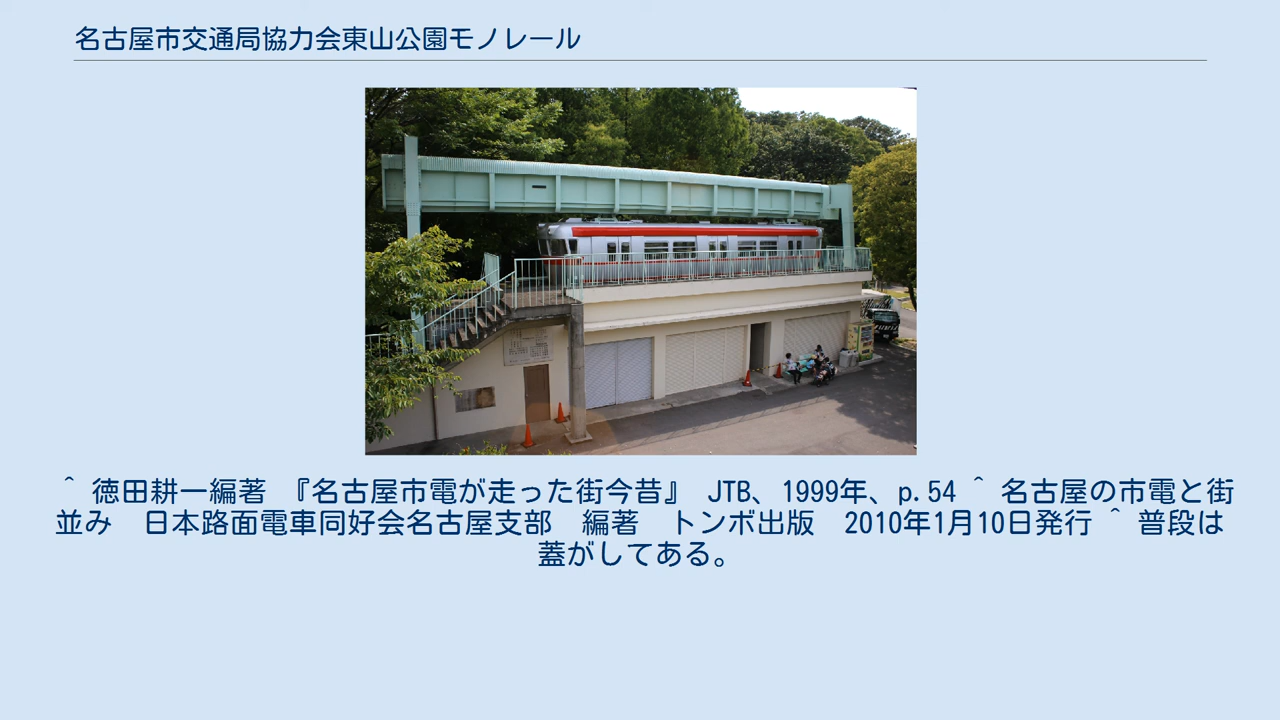 名古屋市交通局協力会東山公園モノレール
^ 徳田耕一編著 『名古屋市電が走った街今昔』 JTB、1999年、p.54 ^ 名古屋の市電と街
並み　日本路面電車同好会名古屋支部　編著　トンボ出版　2010年1月10日発行 ^ 普段は
蓋がしてある。